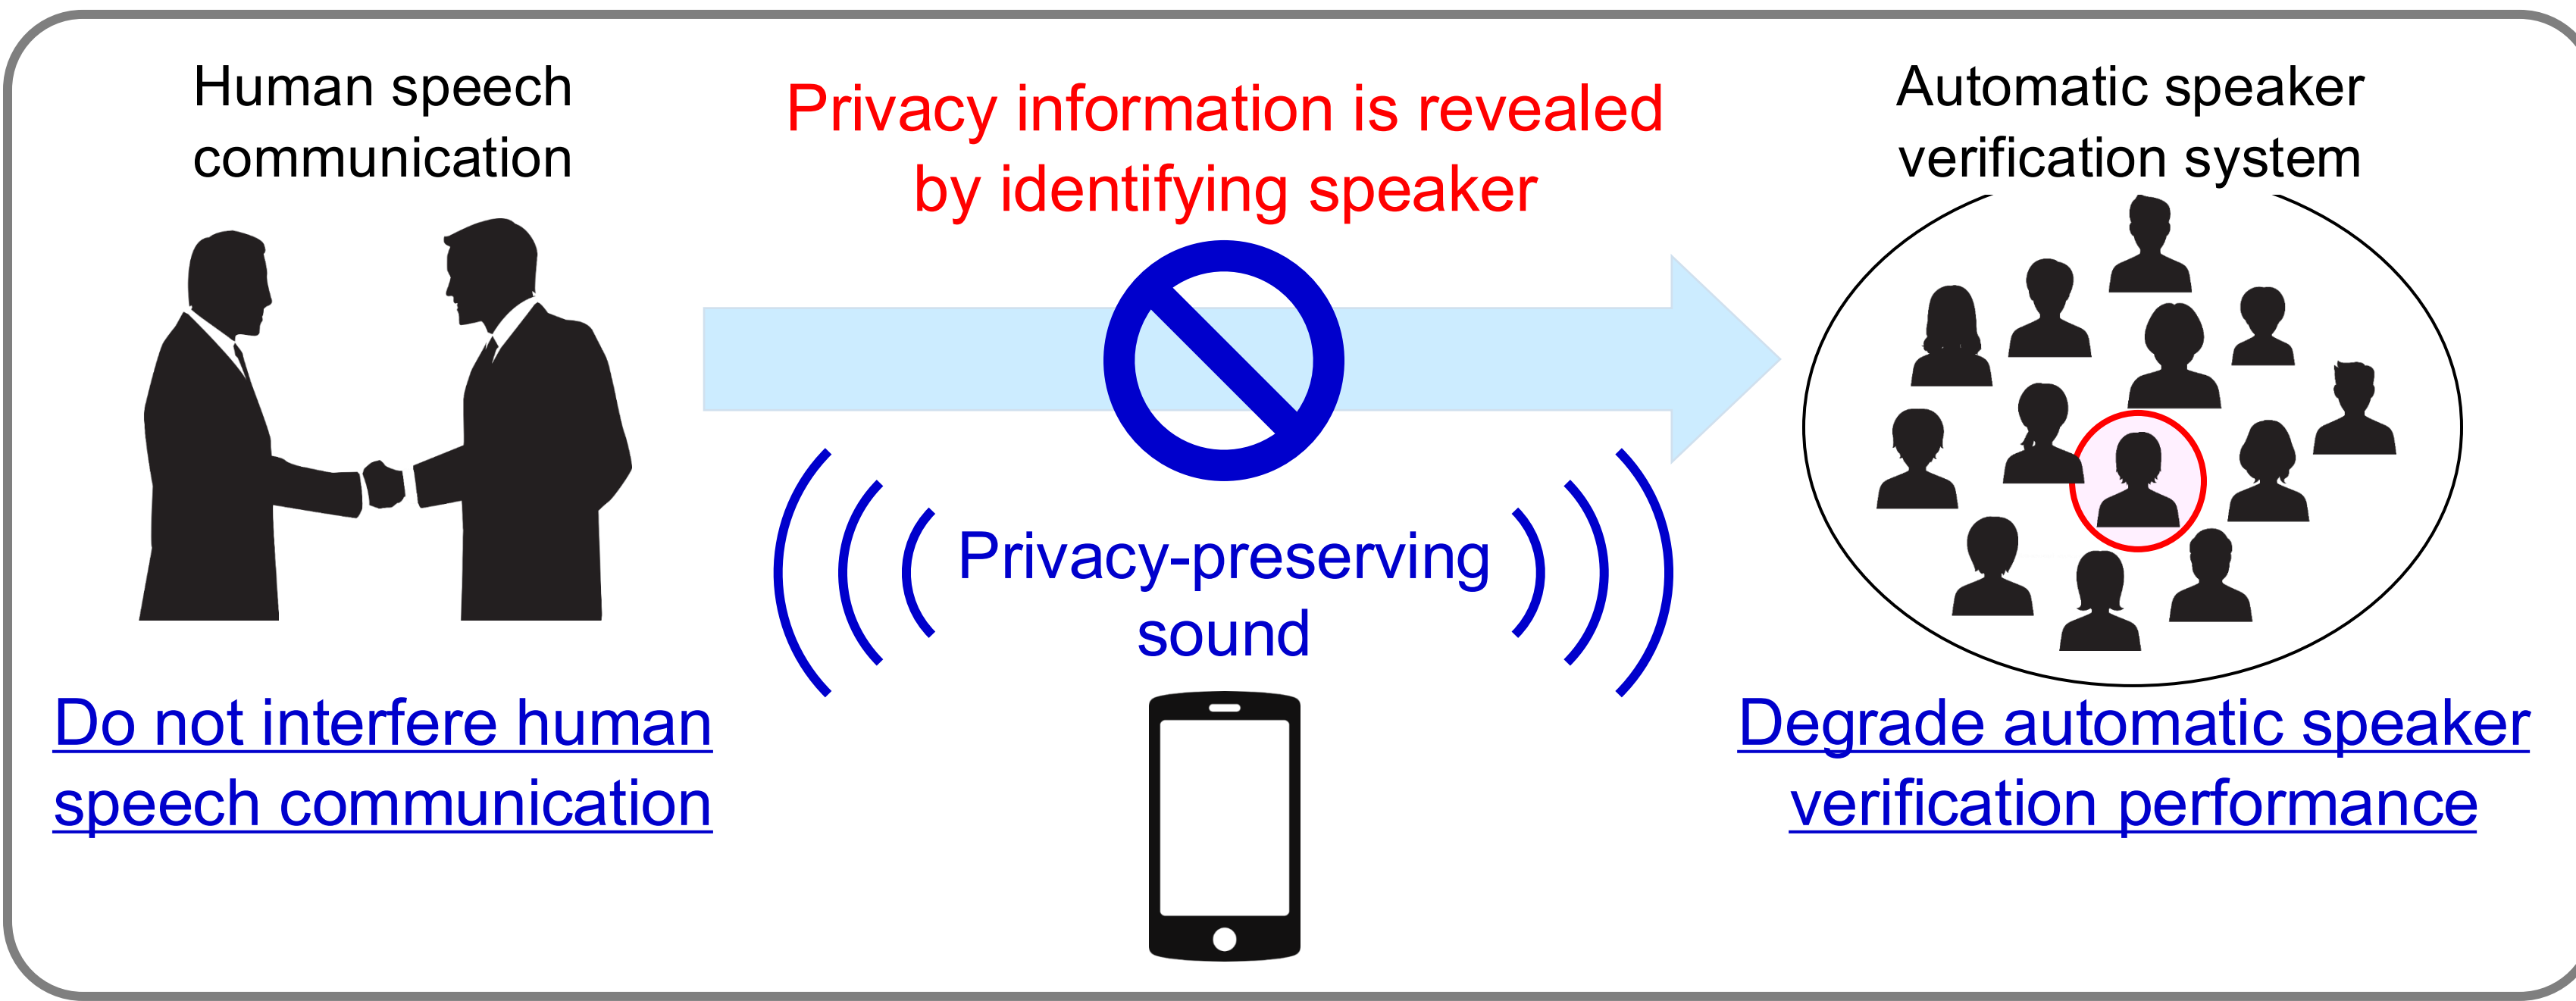 Human speech
communication
Privacy information is revealed
by identifying speaker
Automatic speaker
verification system
Privacy-preserving
sound
Do not interfere human
speech communication
Degrade automatic speaker
verification performance